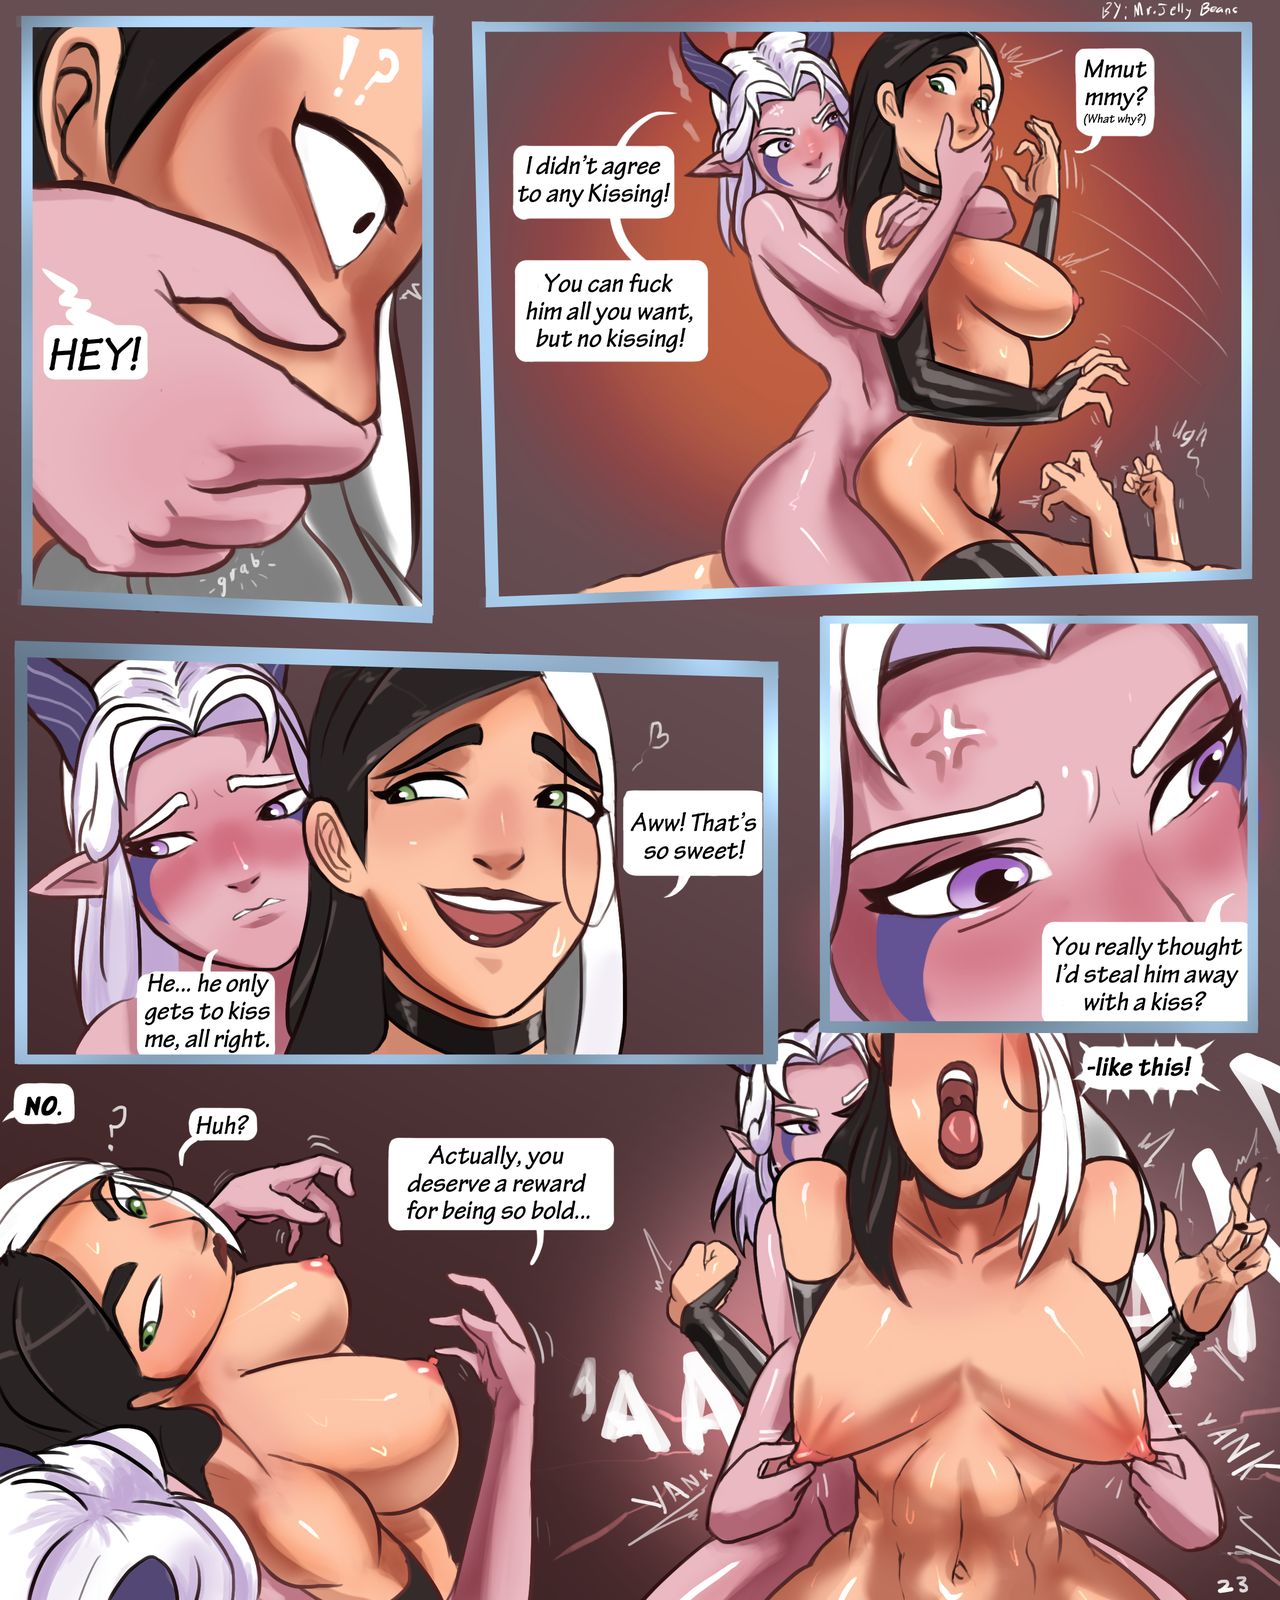 BY: Mr.Jelly Beans
!?
HEY!
grab
I didn't agree
to any Kissing!
You can fuck
him all you want,
but no kissing!
Mmut
mmy?
(What why?)
ugh
He... he only
gets to kiss
me, all right.
Aww! That's
so sweet!
You really thought
I'd steal him away
with a kiss?
NO.
?
Huh?
Actually, you
deserve a reward
for being so bold...
-like this!
YANK
YANK
23